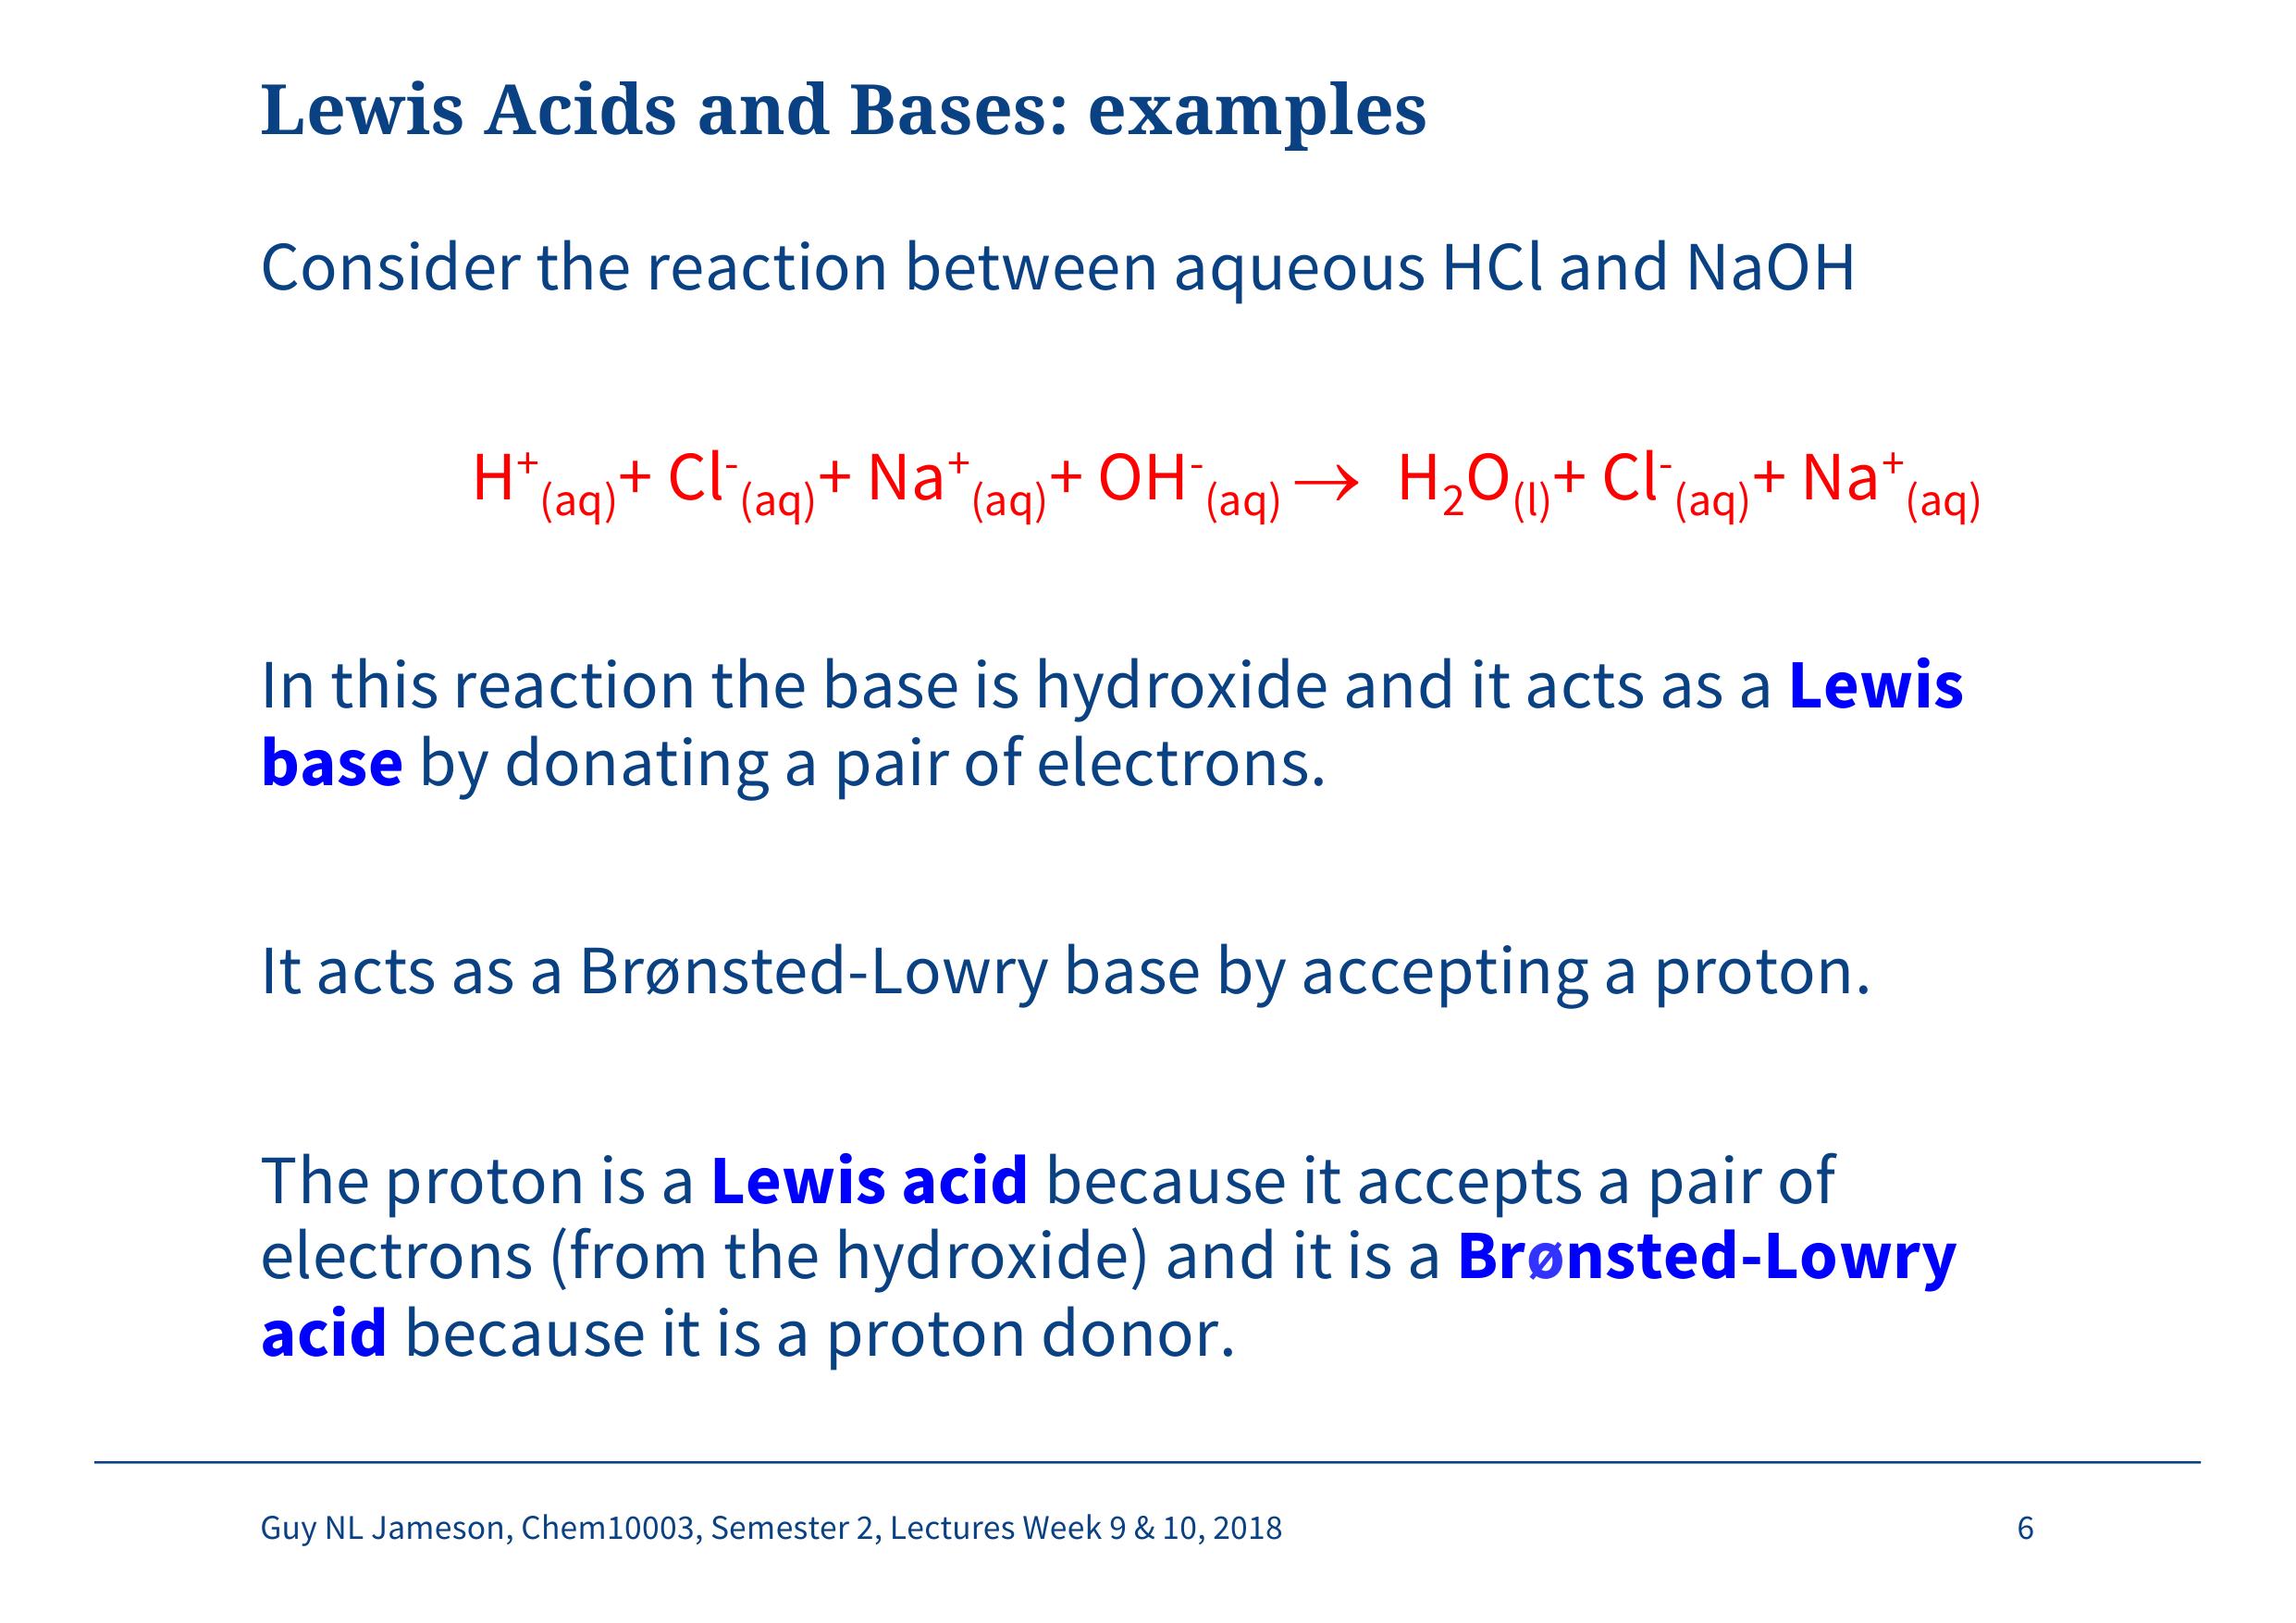 Lewis Acids and Bases: examples
Consider the reaction between aqueous HCl and NaOH
H⁺(aq)+ Cl⁻(aq)+ Na⁺(aq)+ OH⁻(aq) → H₂O(l)+ Cl⁻(aq)+ Na⁺(aq)
In this reaction the base is hydroxide and it acts as a Lewis
base by donating a pair of electrons.
It acts as a Brønsted-Lowry base by accepting a proton.
The proton is a Lewis acid because it accepts a pair of
electrons (from the hydroxide) and it is a Brønsted-Lowry
acid because it is a proton donor.
Guy NL Jameson, Chem10003, Semester 2, Lectures Week 9 & 10, 2018 6